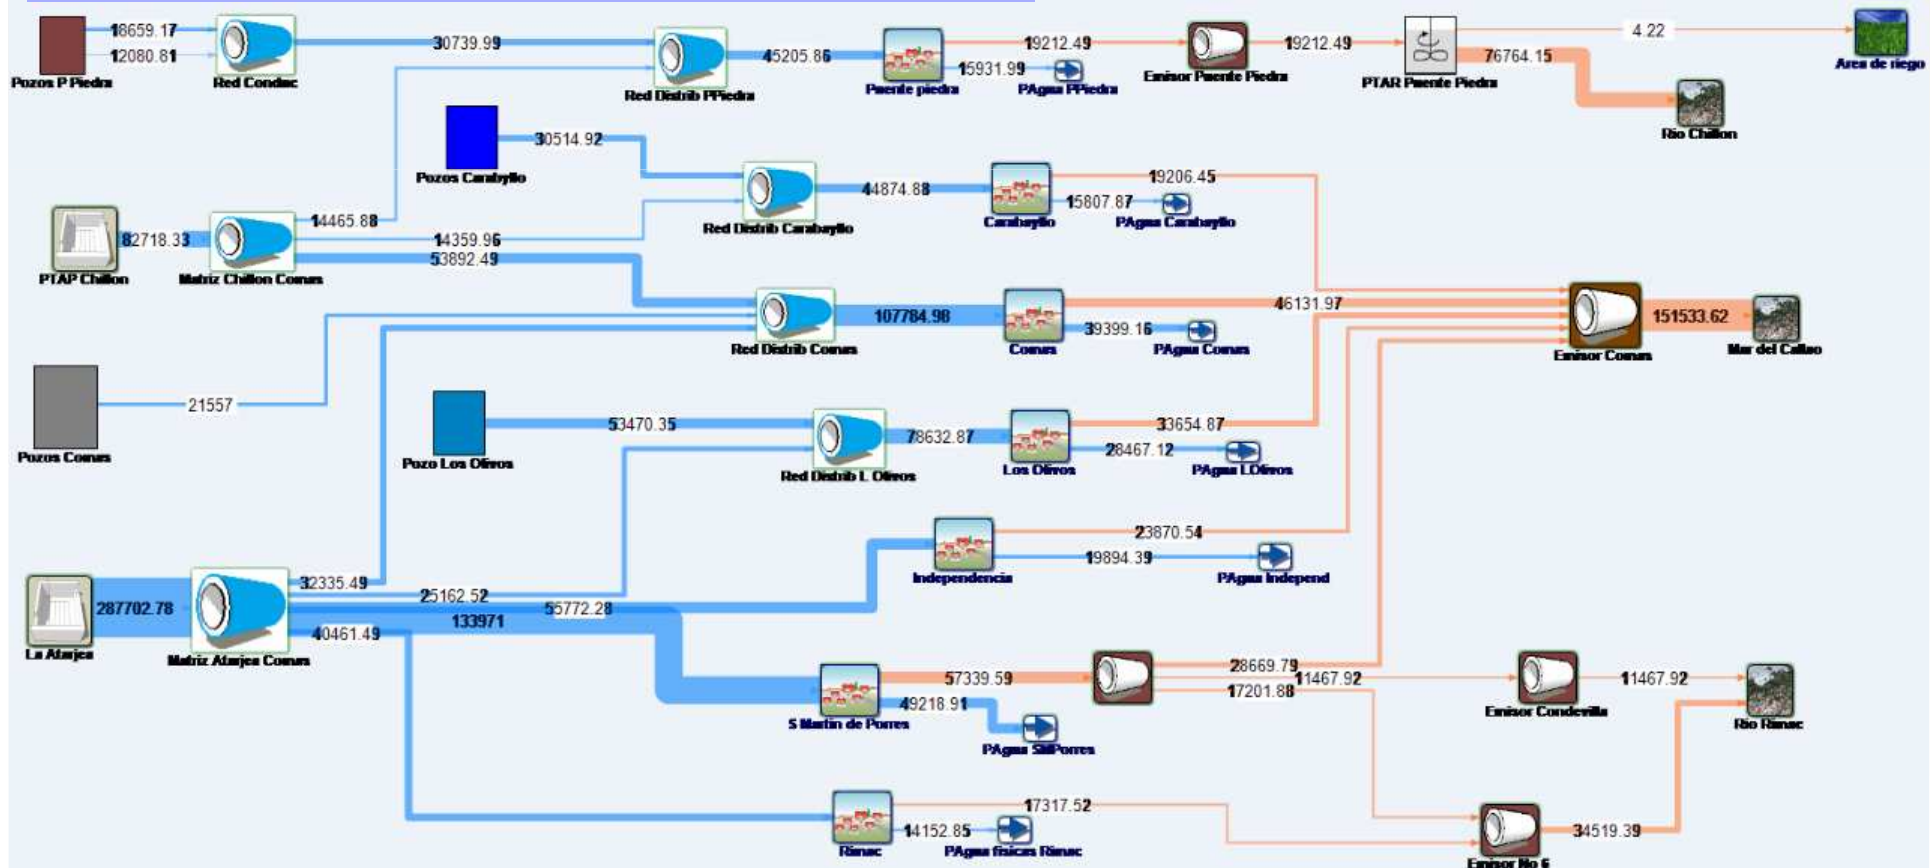 18659.17
12080.81
Pozos P Piedra
Red Conduc
30739.99
Red Distrib PPiedra
45205.86
Puente piedra
19212.49
15931.99
PAgua PPiedra
Emisor Puente Piedra
19212.49
PTAR Puente Piedra
4.22
76764.15
Area de riego
Rio Chillon
Pozos Carabyllo
30514.92
Red Distrib Carabayllo
44874.88
Carabayllo
19206.45
15807.87
PAgua Carabayllo
PTAP Chillon
82718.33
Matriz Chillon Comas
14465.88
14359.96
53892.49
Red Distrib Comas
107784.98
Comas
46131.97
39399.16
PAgua Comas
Emisor Comas
151533.62
Mar del Callao
Pozos Comas
21557
Pozo Los Olivos
53470.35
Red Distrib L Olivos
78632.87
Los Olivos
33654.87
28467.12
PAgua LOlivos
Independencia
23870.54
19894.39
PAgua Independ
La Atarjea
287702.78
Matriz Atarjea Comas
32335.49
25162.52
55772.28
133971
40461.49
S Martin de Porres
57339.59
49218.91
PAgua SMPorres
28669.79
11467.92
17201.88
Emisor Condevilla
11467.92
Rio Rimac
Rimac
17317.52
14152.85
PAgua fisicas Rimac
Emisor No 6
34519.39